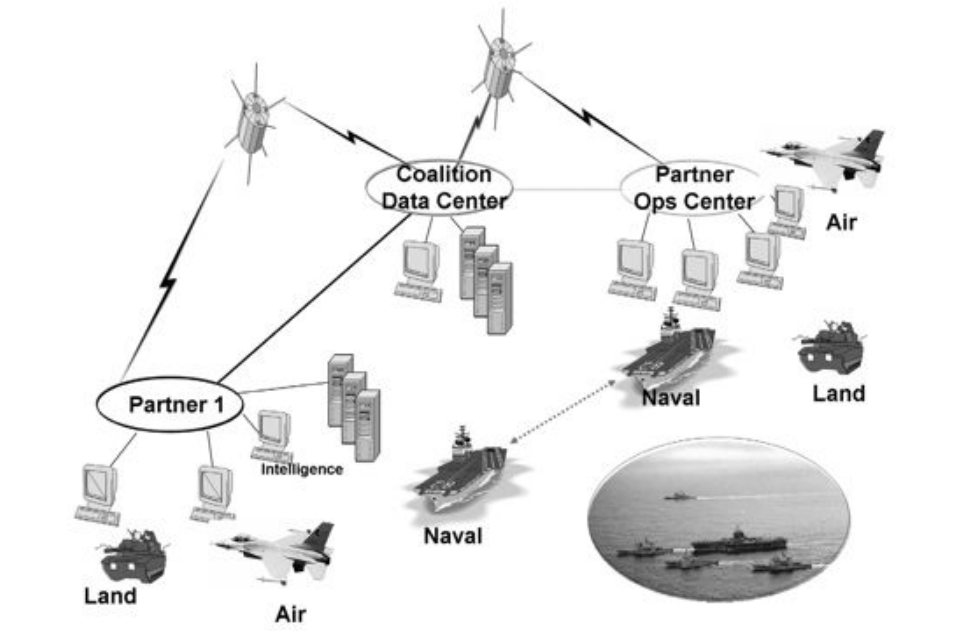 Coalition
Data Center
Partner
Ops Center
Air
Partner 1
Intelligence
Naval
Land
Naval
Land
Air